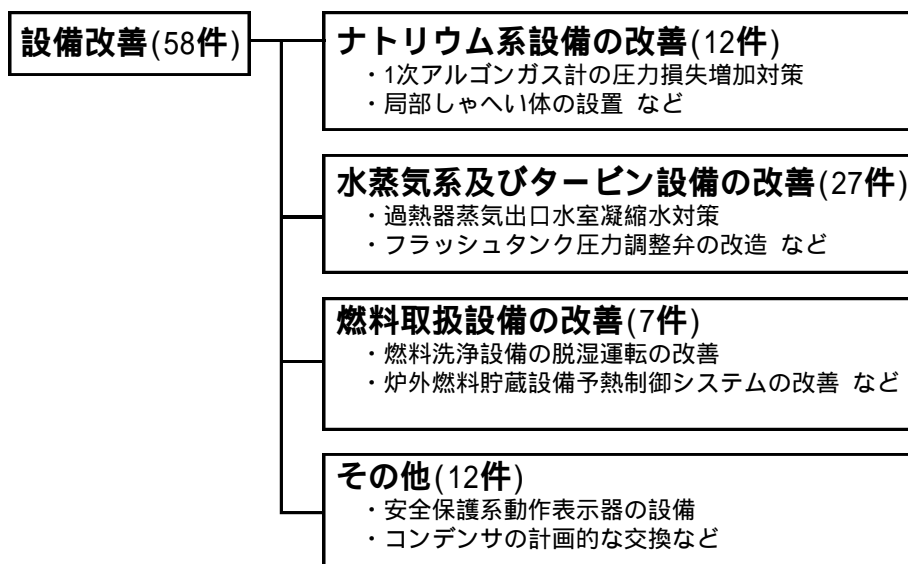 設備改善(58件)
ナトリウム系設備の改善(12件)
・1次アルゴンガス計の圧力損失増加対策
・局部しゃへい体の設置 など
水蒸気系及びタービン設備の改善(27件)
・過熱器蒸気出口水室凝縮水対策
・フラッシュタンク圧力調整弁の改造 など
燃料取扱設備の改善(7件)
・燃料洗浄設備の脱湿運転の改善
・炉外燃料貯蔵設備予熱制御システムの改善 など
その他(12件)
・安全保護系動作表示器の設備
・コンデンサの計画的な交換など